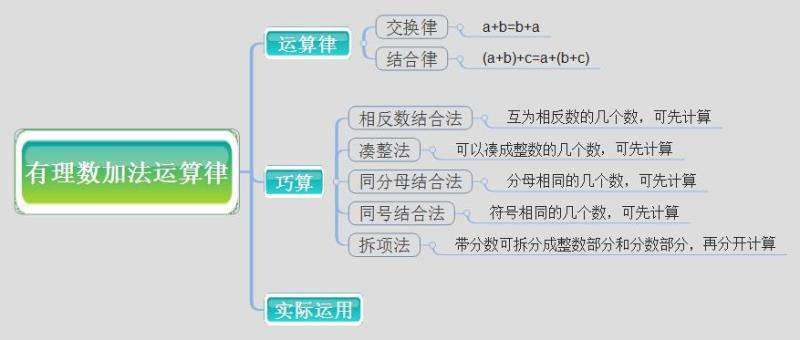 有理数加法运算律
运算律
交换律
a+b=b+a
结合律
(a+b)+c=a+(b+c)
巧算
相反数结合法
互为相反数的几个数，可先计算
凑整法
可以凑成整数的几个数，可先计算
同分母结合法
分母相同的几个数，可先计算
同号结合法
符号相同的几个数，可先计算
拆项法
带分数可拆分成整数部分和分数部分，再分开计算
实际运用